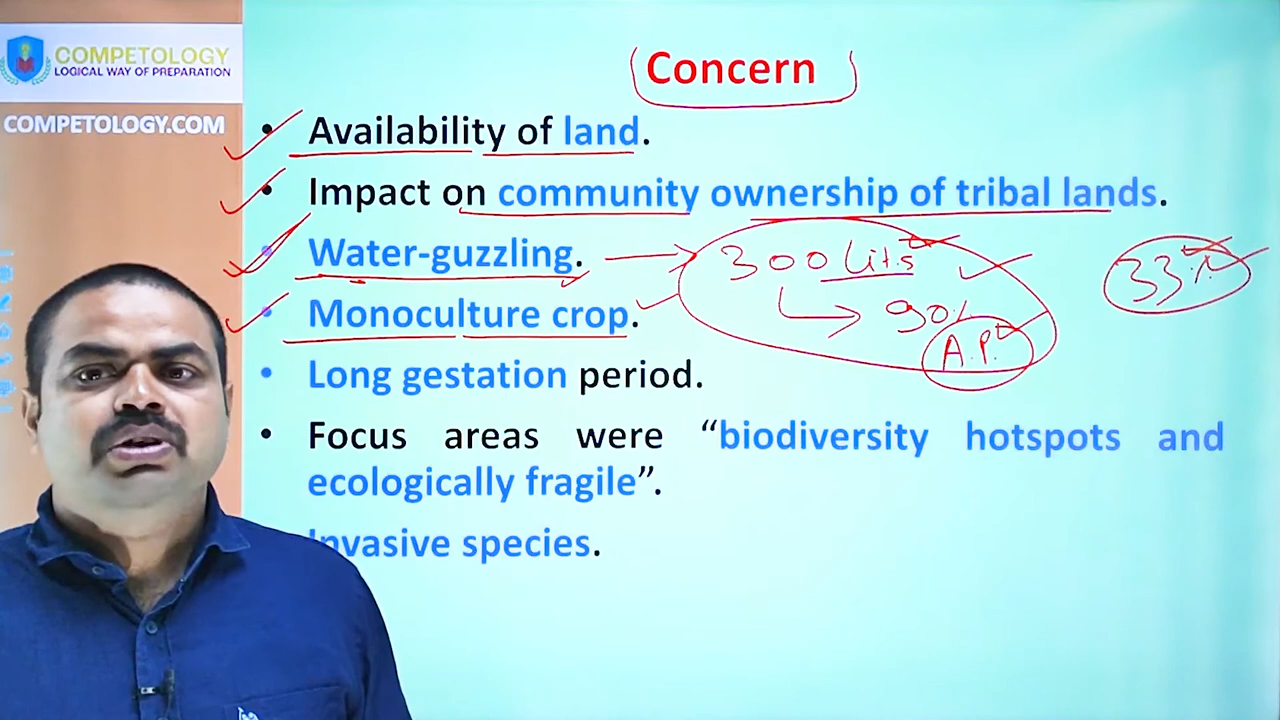 COMPETOLOGY
LOGICAL WAY OF PREPARATION
COMPETOLOGY.COM
Concern
• Availability of land.
• Impact on community ownership of tribal lands.
• Water-guzzling. → 300 Lits
33%
• Monoculture crop. → 90%
A.P.
• Long gestation period.
• Focus areas were “biodiversity hotspots and
ecologically fragile”.
Invasive species.